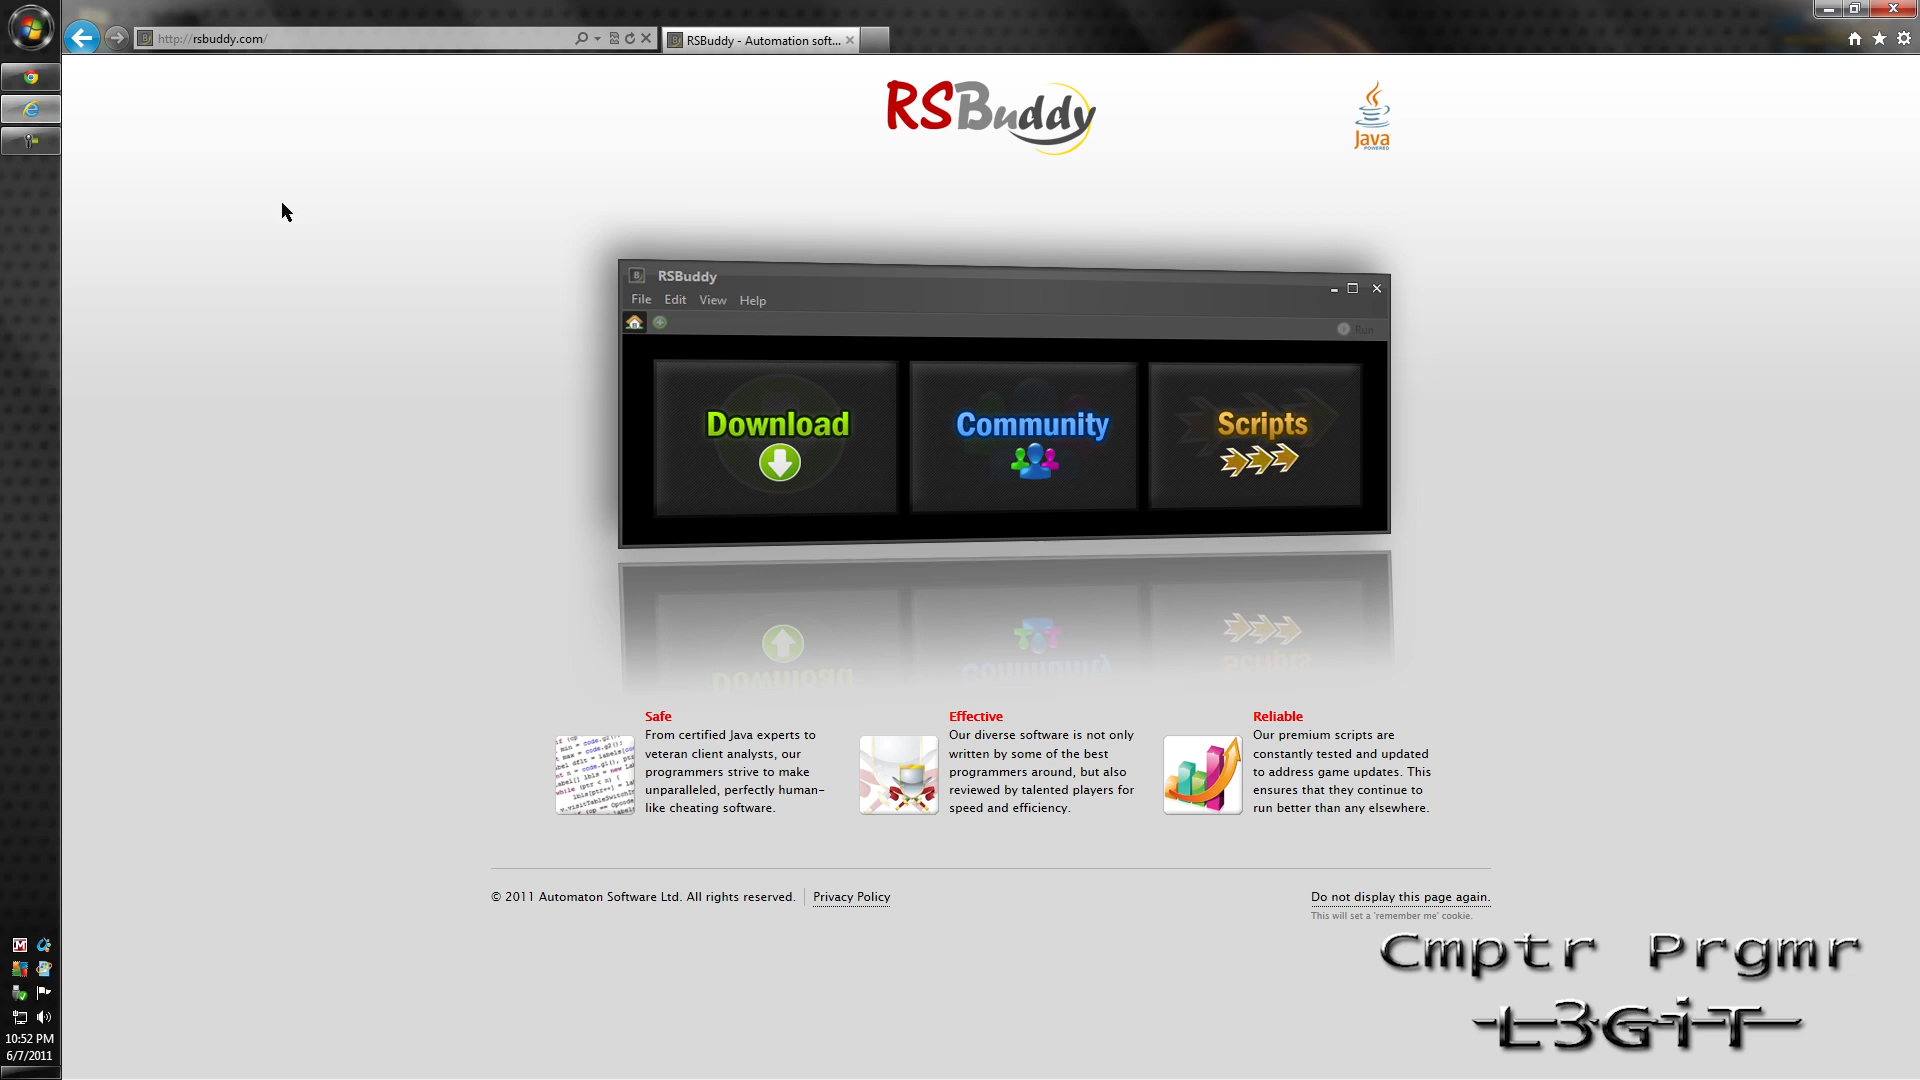 http://rsbuddy.com/
RSBuddy - Automation soft...
RSBuddy
Java
POWERED
RSBuddy
File Edit View Help
Run
Download
Community
Scripts
Download
Community
Scripts
Safe
From certified Java experts to
veteran client analysts, our
programmers strive to make
unparalleled, perfectly human-
like cheating software.
Effective
Our diverse software is not only
written by some of the best
programmers around, but also
reviewed by talented players for
speed and efficiency.
Reliable
Our premium scripts are
constantly tested and updated
to address game updates. This
ensures that they continue to
run better than any elsewhere.
© 2011 Automaton Software Ltd. All rights reserved.
Privacy Policy
Do not display this page again.
This will set a 'remember me' cookie.
Cmptr Prgmr
L3GiT
10:52 PM
6/7/2011